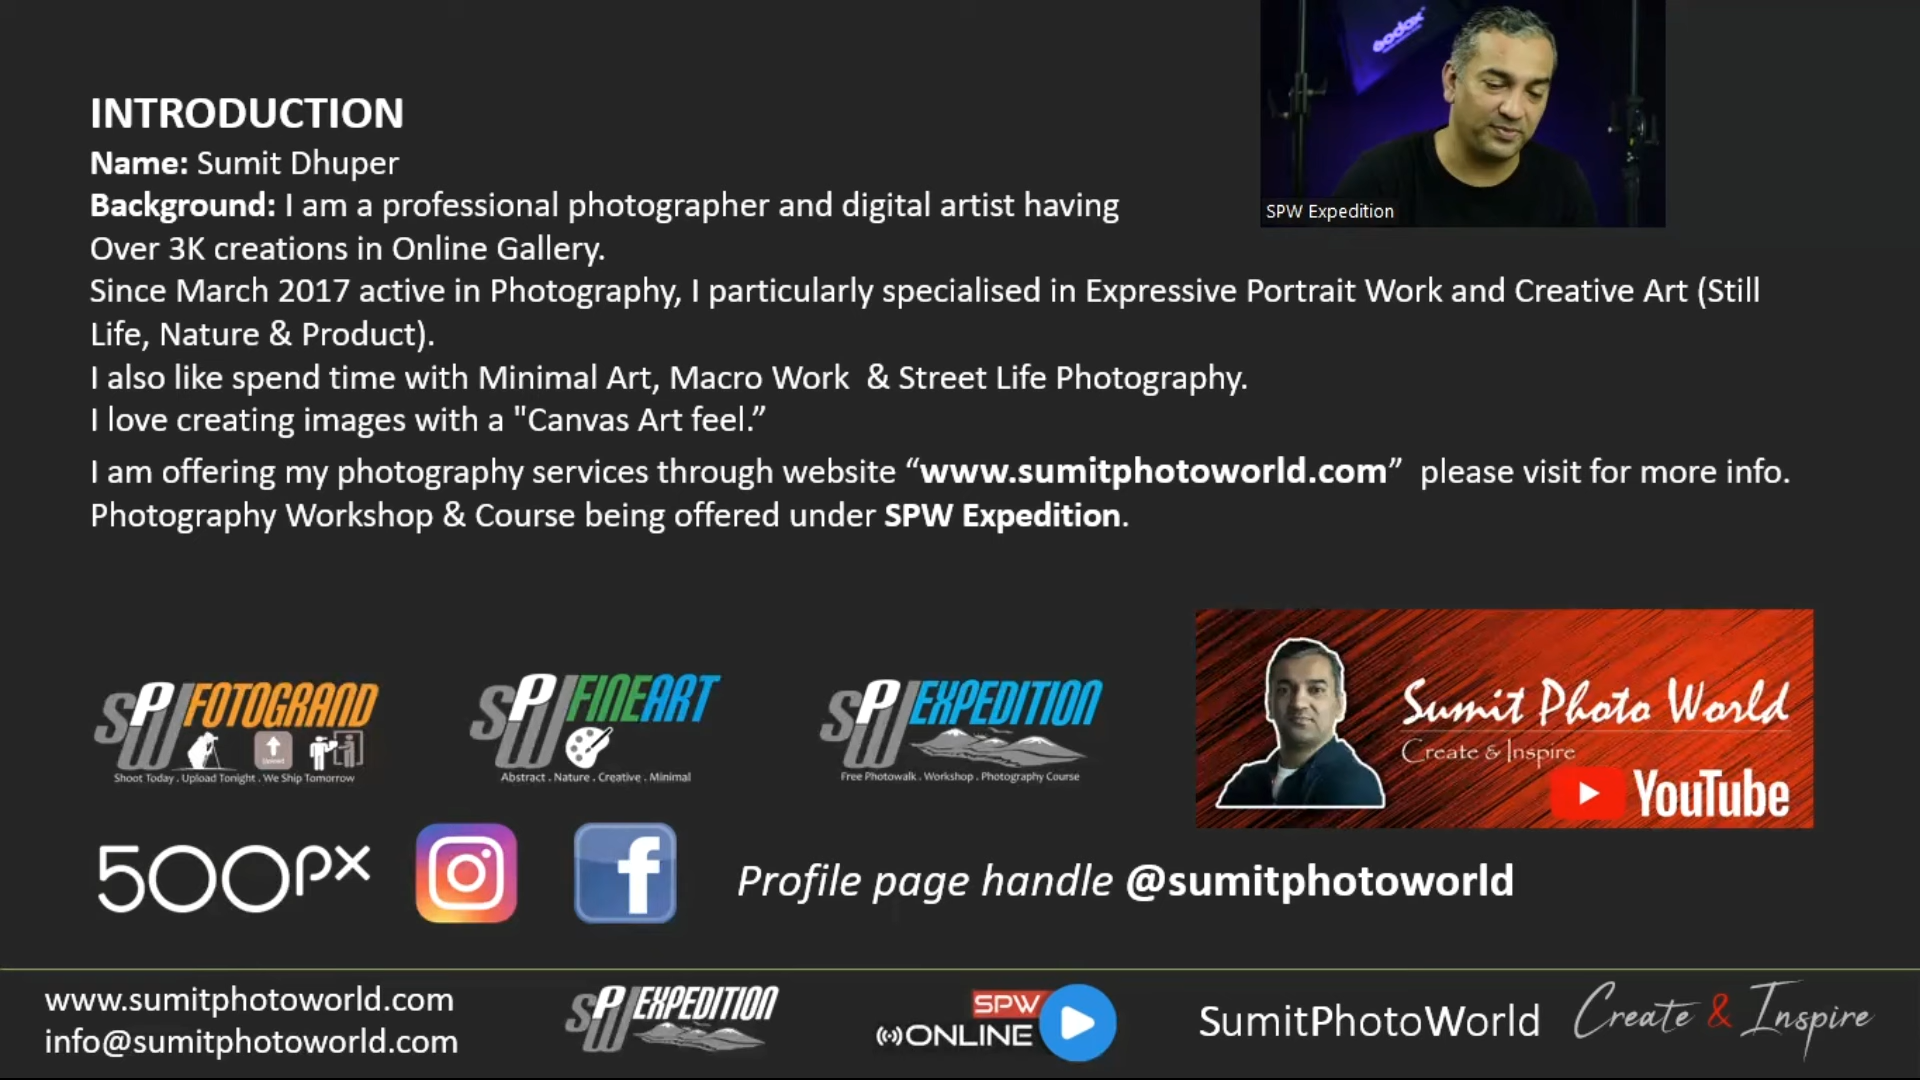 Godox
SPW Expedition
INTRODUCTION
Name: Sumit Dhuper
Background: I am a professional photographer and digital artist having
Over 3K creations in Online Gallery.
Since March 2017 active in Photography, I particularly specialised in Expressive Portrait Work and Creative Art (Still
Life, Nature & Product).
I also like spend time with Minimal Art, Macro Work & Street Life Photography.
I love creating images with a "Canvas Art feel.”
I am offering my photography services through website “www.sumitphotoworld.com” please visit for more info.
Photography Workshop & Course being offered under SPW Expedition.
SPW FOTOGRAND
Shoot Today . Upload Tonight . We Ship Tomorrow
SPW FINEART
Abstract . Nature . Creative . Minimal
SPW EXPEDITION
Free Photowalk . Workshop . Photography Course
Sumit Photo World
Create & Inspire
YouTube
500px
f
Profile page handle @sumitphotoworld
www.sumitphotoworld.com
info@sumitphotoworld.com
SPW EXPEDITION
SPW
ONLINE
SumitPhotoWorld
Create & Inspire